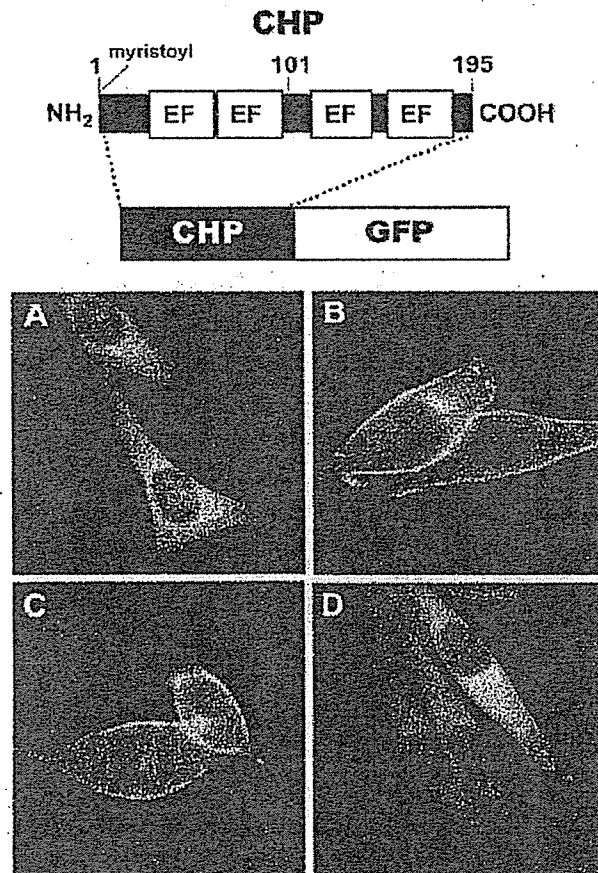 CHP
myristoyl
1 101 195
NH₂ EF EF EF EF COOH
CHP GFP
A B
C D